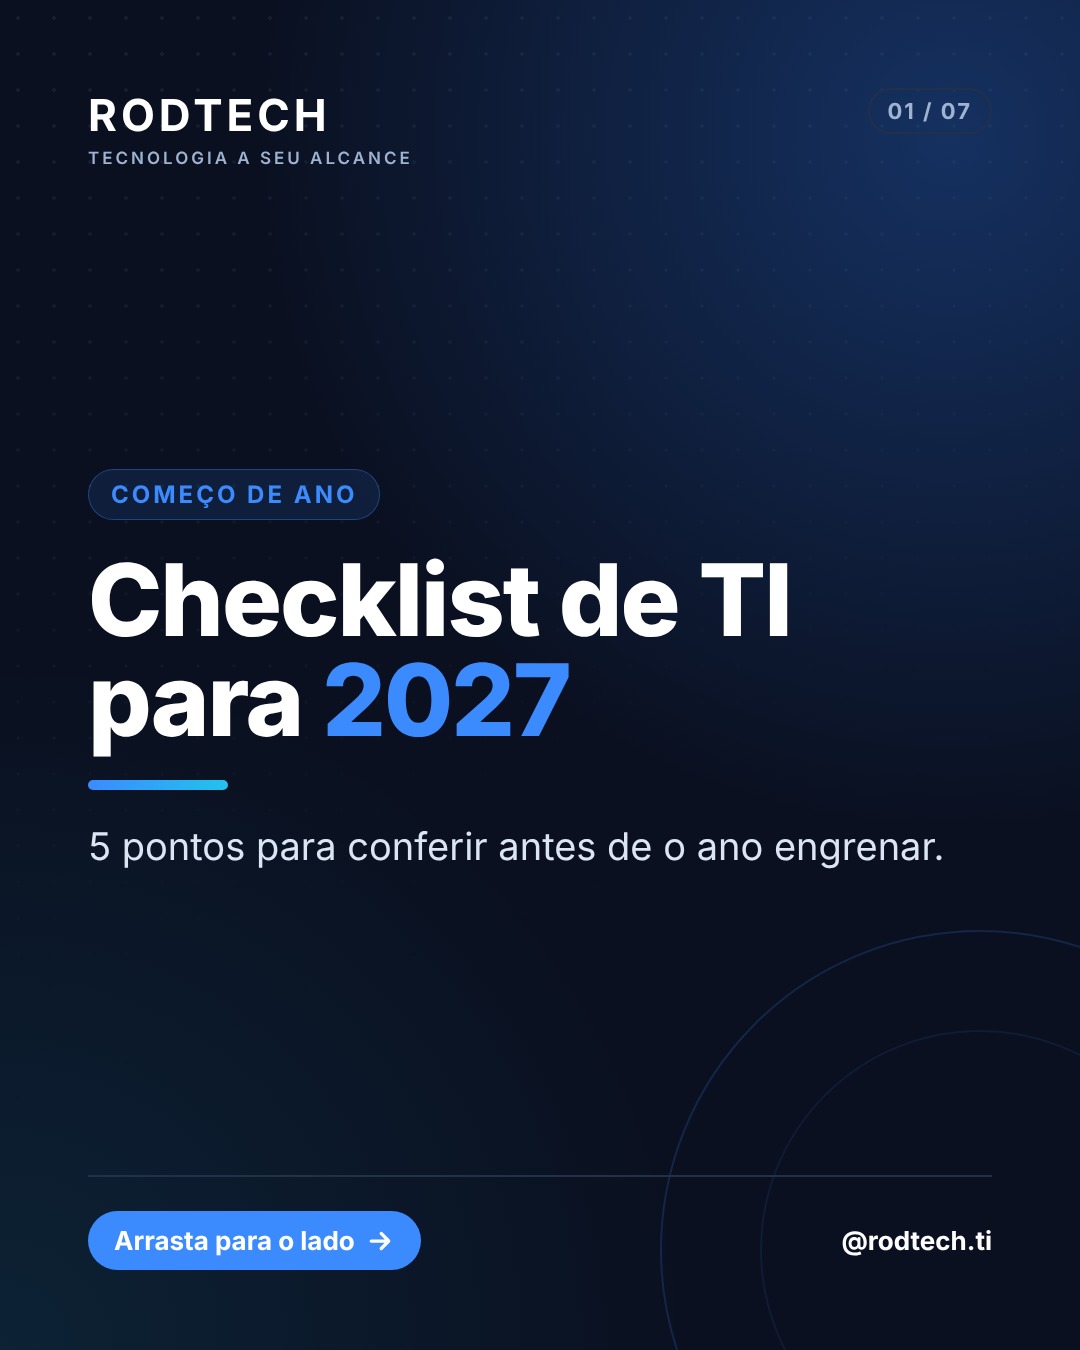 RODTECH
TECNOLOGIA A SEU ALCANCE
01 / 07
COMEÇO DE ANO
Checklist de TI
para 2027
5 pontos para conferir antes de o ano engrenar.
Arrasta para o lado →
@rodtech.ti